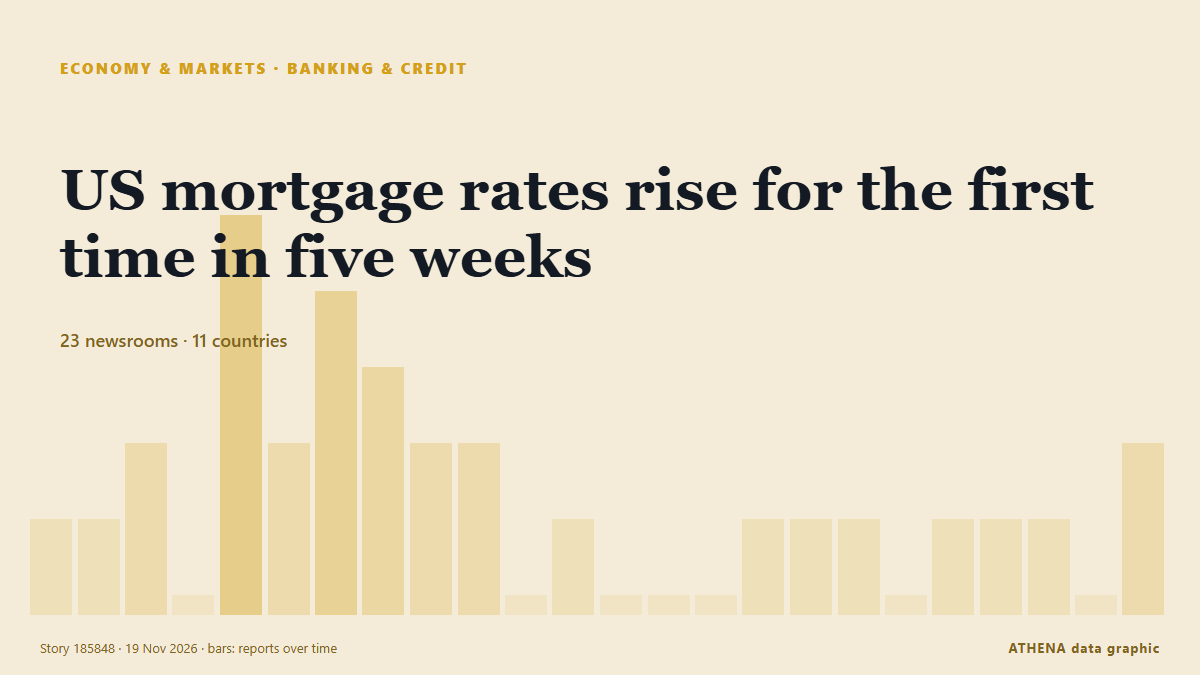 ECONOMY & MARKETS · BANKING & CREDIT
US mortgage rates rise for the first
time in five weeks
23 newsrooms · 11 countries
Story 185848 · 19 Nov 2026 · bars: reports over time
ATHENA data graphic